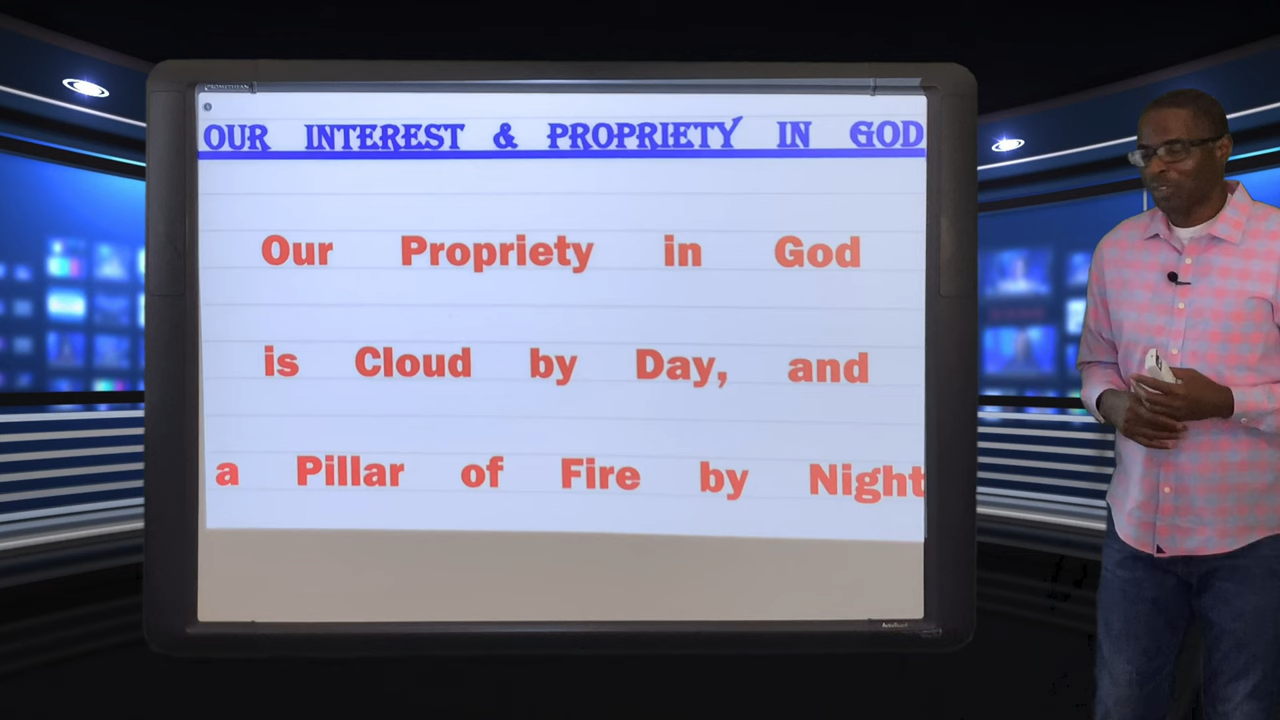 PROMETHEAN
OUR INTEREST & PROPRIETY IN GOD
Our Propriety in God
is Cloud by Day, and
a Pillar of Fire by Night